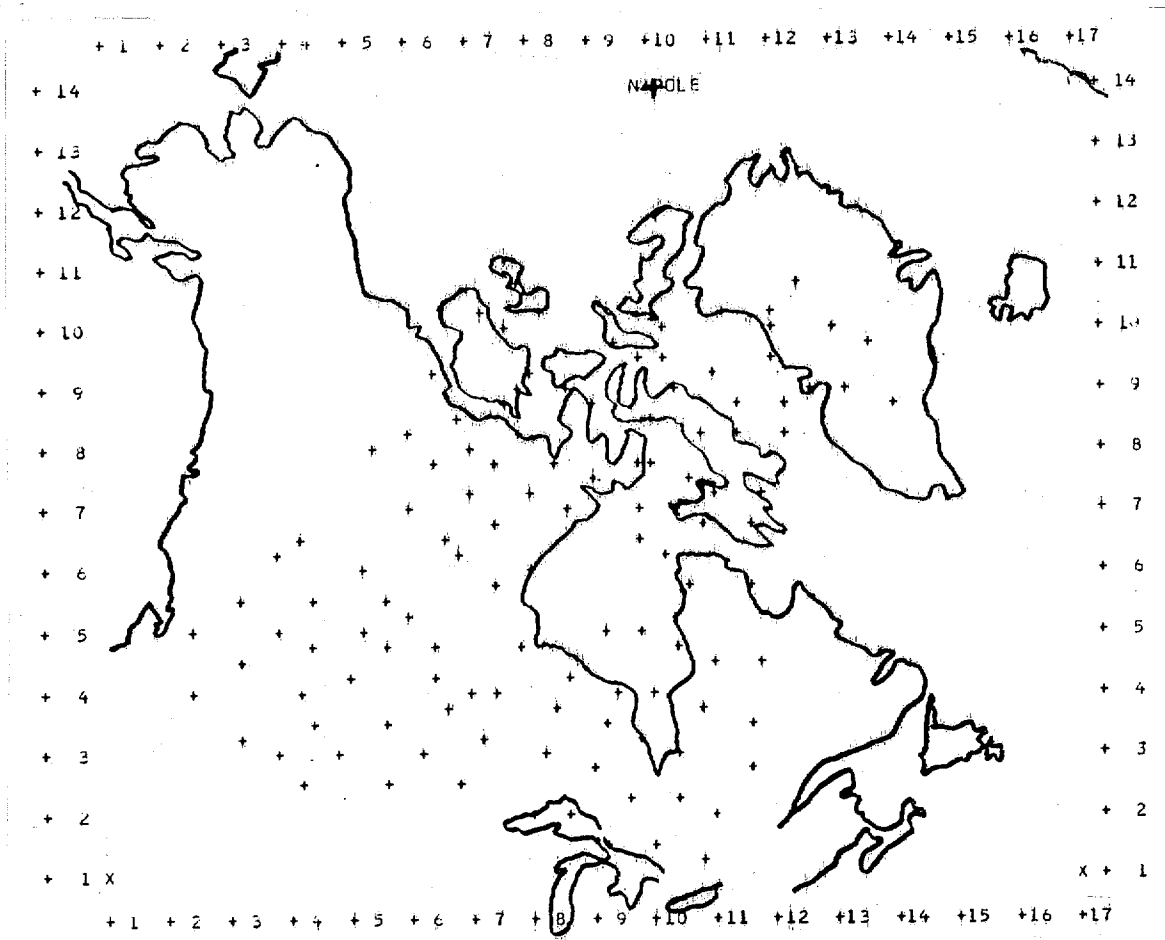 + 1 + 2 + 3 + 4 + 5 + 6 + 7 + 8 + 9 +10 +11 +12 +13 +14 +15 +16 +17
+ 14 N POLE + 14
+ 13 + 13
+ 12 + 12
+ 11 + 11
+ 10 + 10
+ 9 + 9
+ 8 + 8
+ 7 + 7
+ 6 + 6
+ 5 + 5
+ 4 + 4
+ 3 + 3
+ 2 + 2
+ 1 X X + 1
+ 1 + 2 + 3 + 4 + 5 + 6 + 7 + 8 + 9 +10 +11 +12 +13 +14 +15 +16 +17